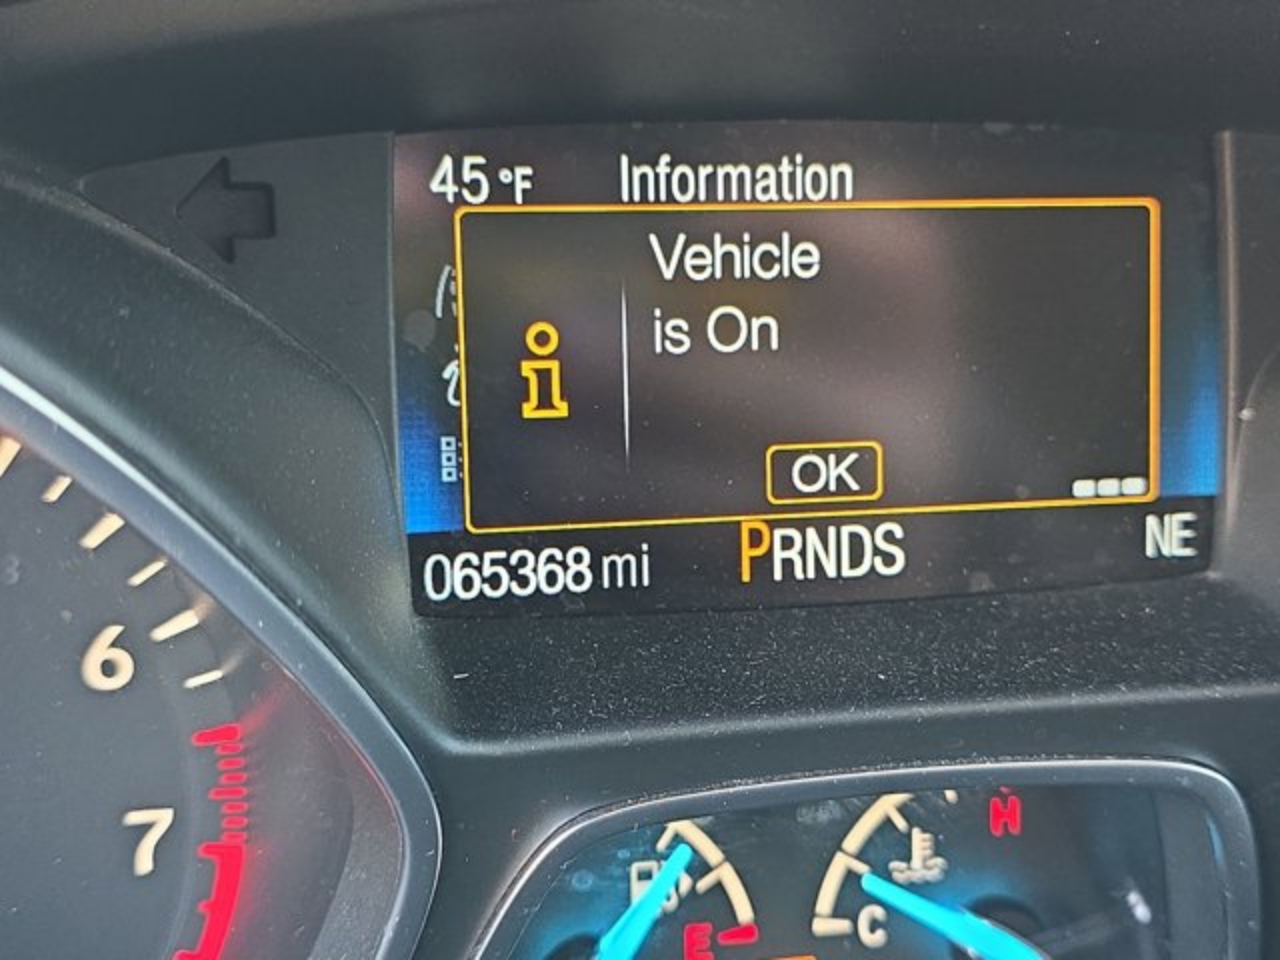 45 °F Information
Vehicle
is On
OK
065368 mi PRNDS NE
6
7
H
E
C